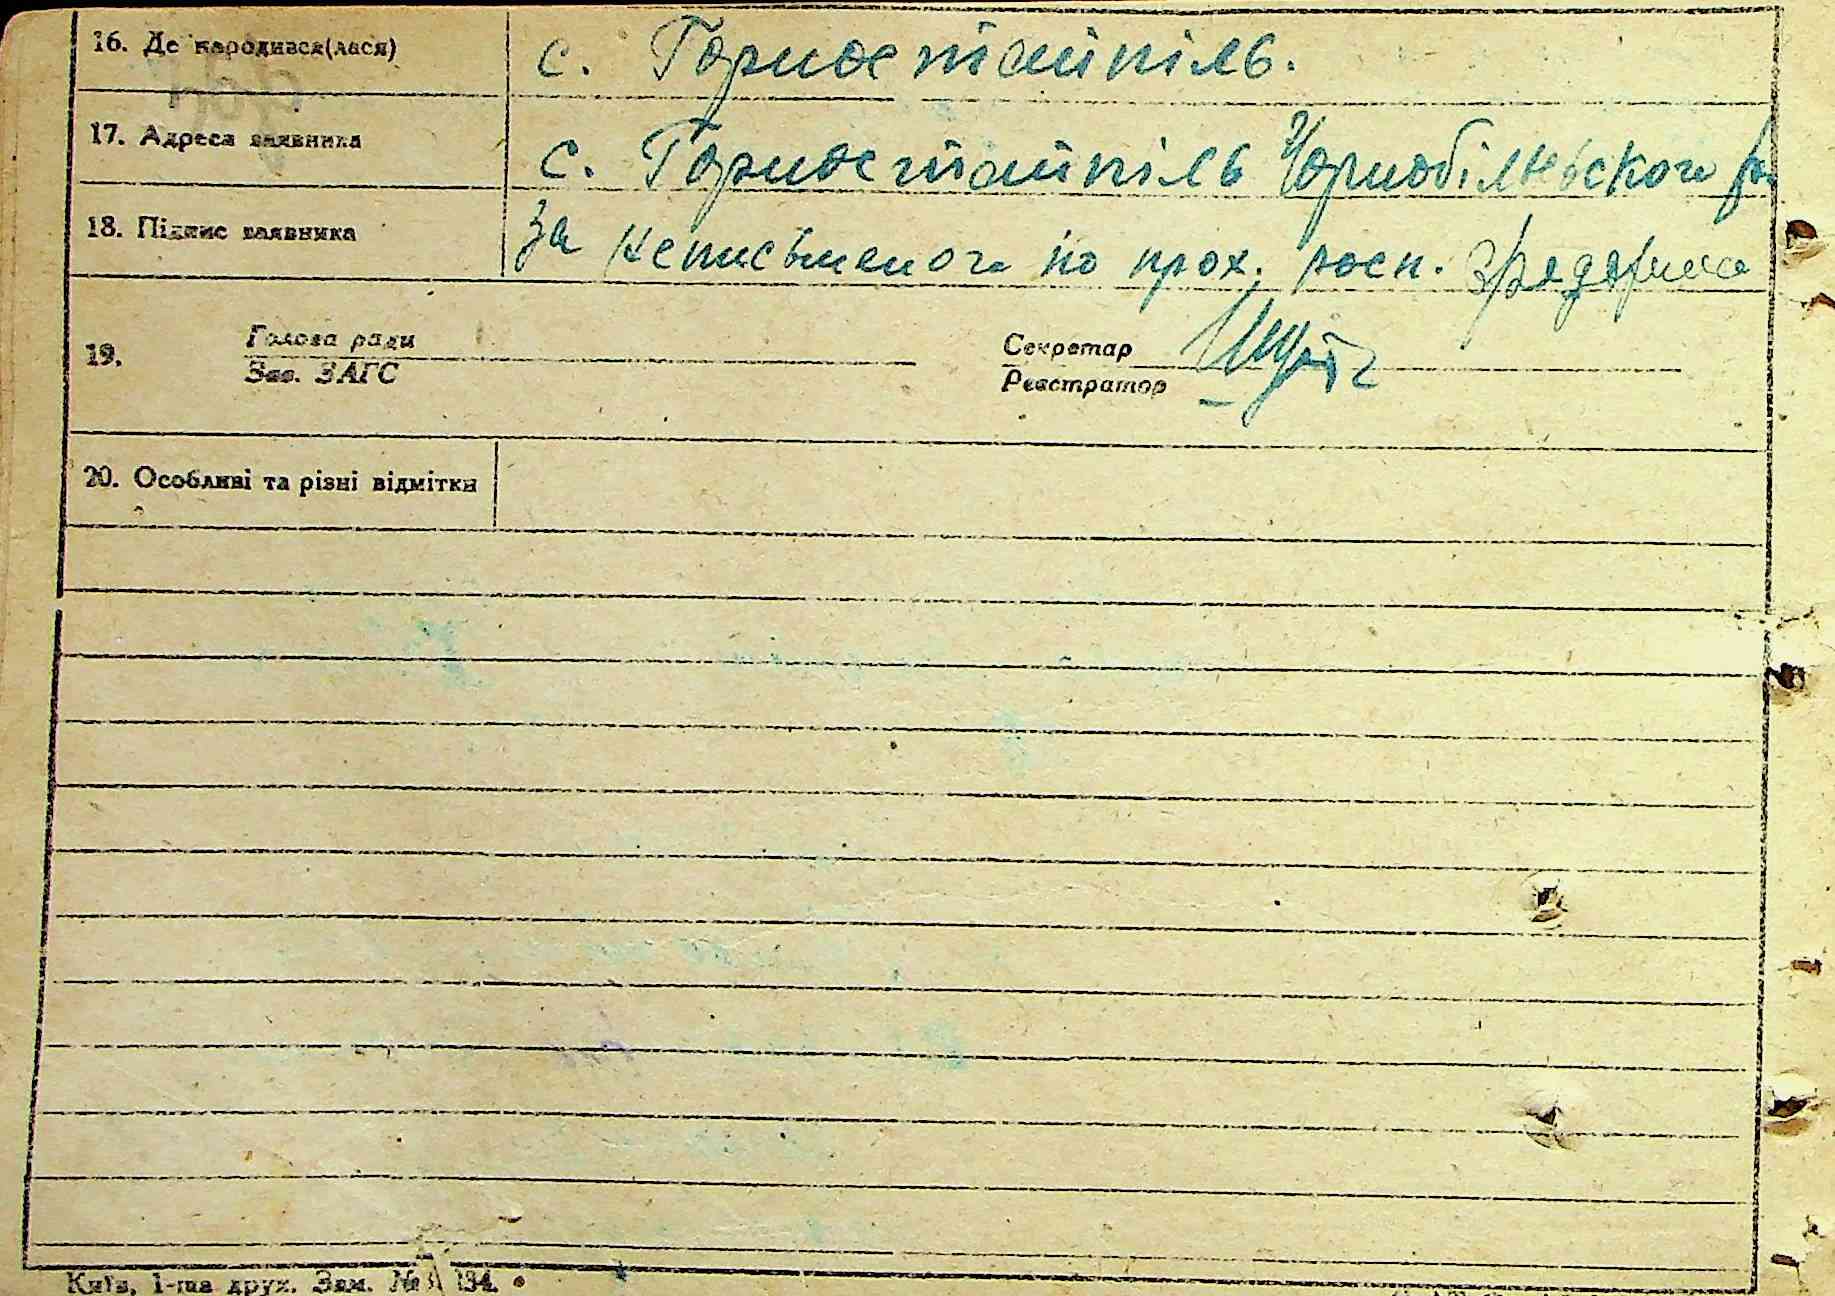 16. Де народився(лася) с. Горностайпіль.
17. Адреса заявника с. Горностайпіль Чорнобільського р.
18. Підпис заявника За неписьменого по прох. росп.
19. Голова ради Секретар
Зав. ЗАГС Реєстратор
20. Особливі та різні відмітки
Київ, 1-ша друк. Зам. № 134.